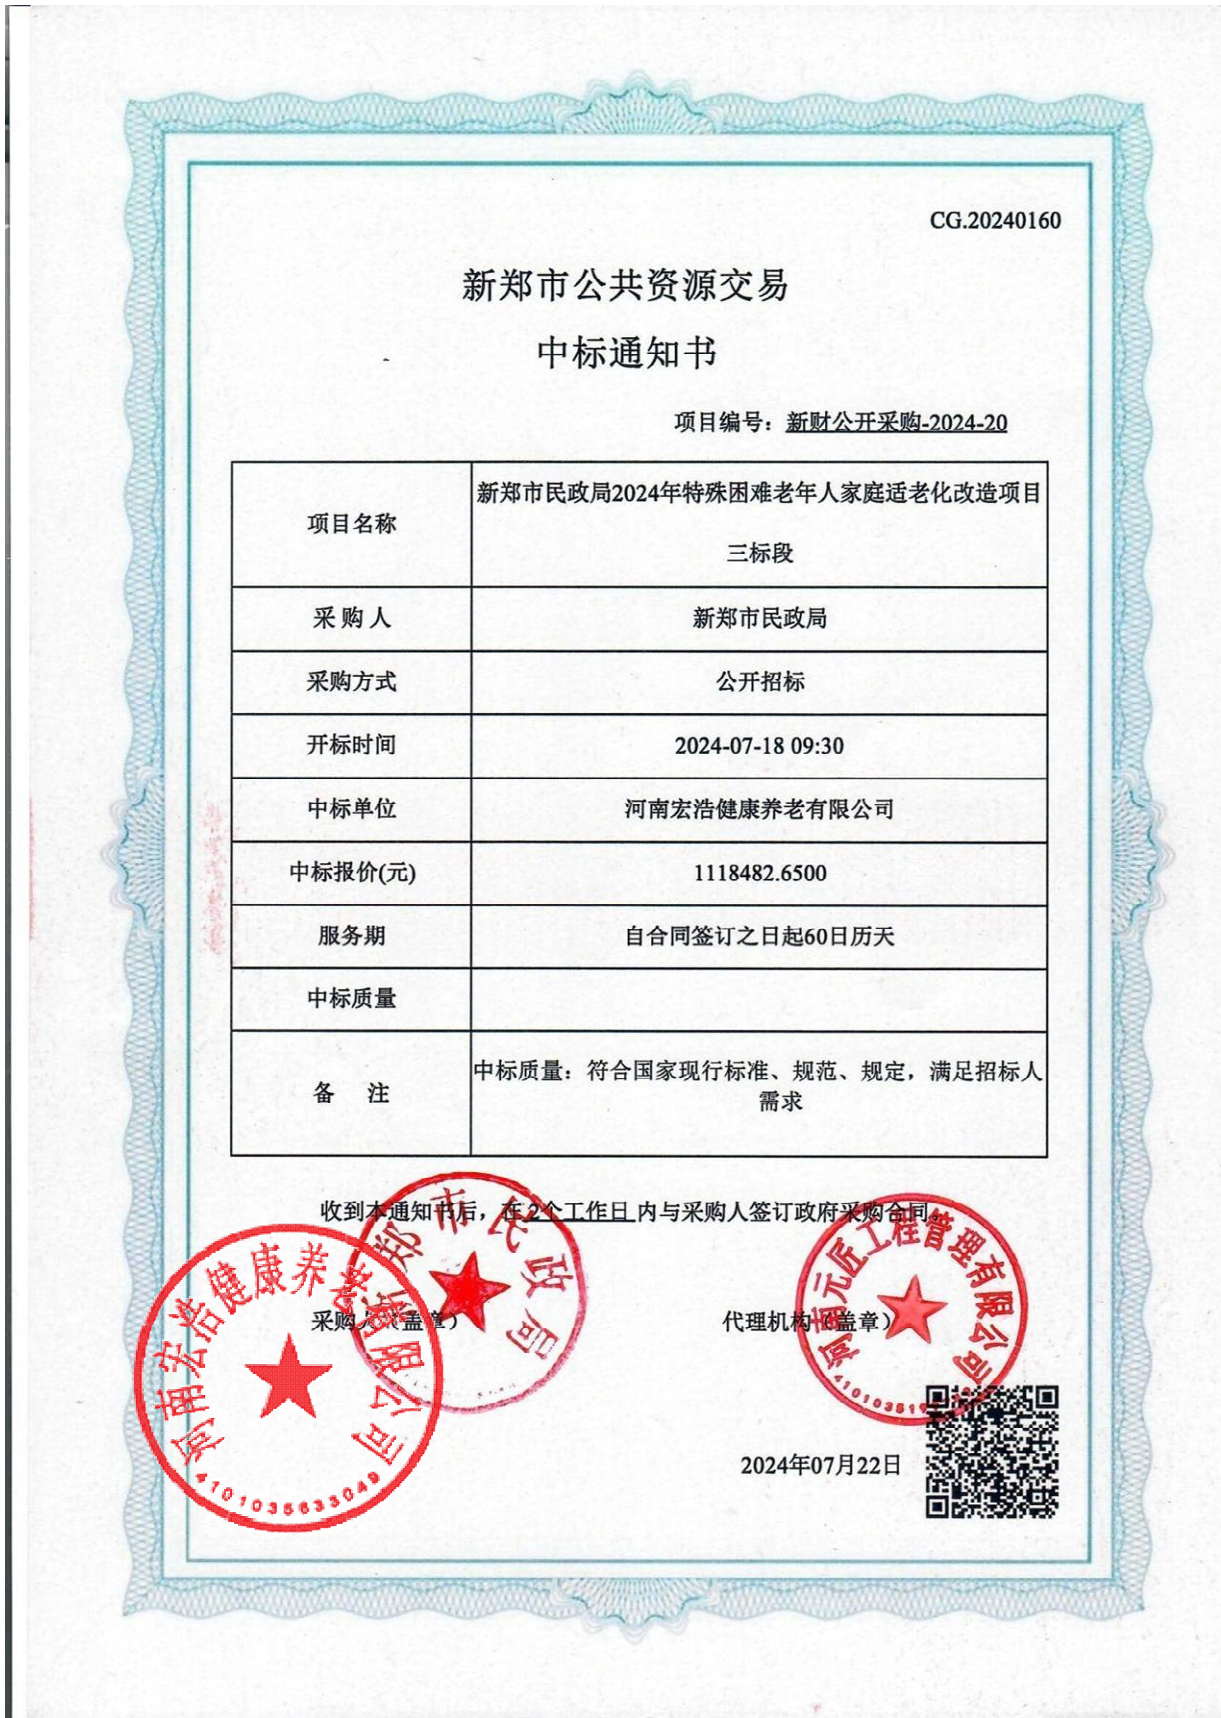 CG.20240160
新郑市公共资源交易
中标通知书
项目编号：新财公开采购-2024-20
项目名称
新郑市民政局2024年特殊困难老年人家庭适老化改造项目
三标段
采 购 人
新郑市民政局
采购方式
公开招标
开标时间
2024-07-18 09:30
中标单位
河南宏浩健康养老有限公司
中标报价(元)
1118482.6500
服务期
自合同签订之日起60日历天
中标质量
备 注
中标质量：符合国家现行标准、规范、规定，满足招标人
需求
收到本通知书后，在 2个工作日 内与采购人签订政府采购合同
采购人（盖章）
代理机构（盖章）
新郑市民政局
河南宏浩健康养老有限公司
4101035633049
河南元匠工程管理有限公司
2024年07月22日